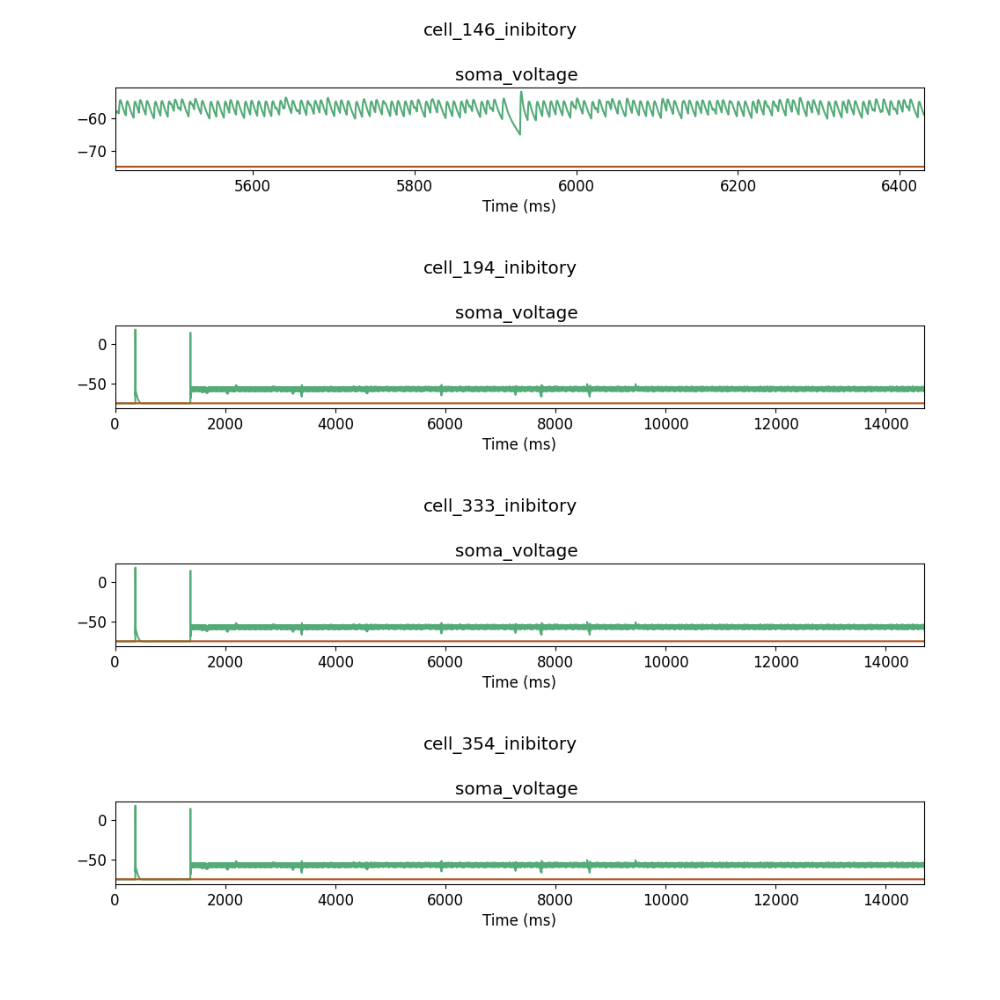 cell_146_inibitory
soma_voltage
−60
−70
5600 5800 6000 6200 6400
Time (ms)
cell_194_inibitory
soma_voltage
0
−50
0 2000 4000 6000 8000 10000 12000 14000
Time (ms)
cell_333_inibitory
soma_voltage
0
−50
0 2000 4000 6000 8000 10000 12000 14000
Time (ms)
cell_354_inibitory
soma_voltage
0
−50
0 2000 4000 6000 8000 10000 12000 14000
Time (ms)